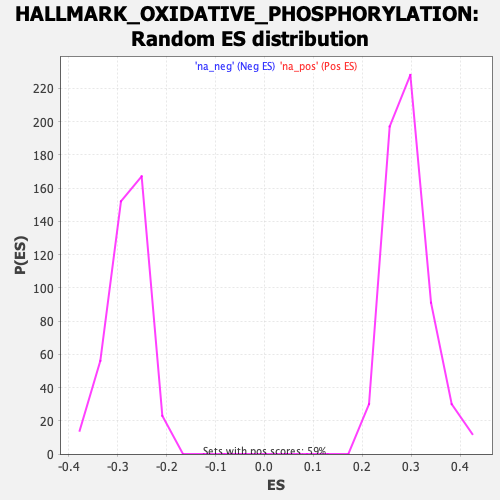 HALLMARK_OXIDATIVE_PHOSPHORYLATION:
Random ES distribution
'na_neg' (Neg ES) 'na_pos' (Pos ES)
220
200
180
160
140
120
100
80
60
40
20
0
P(ES)
Sets with pos scores: 59%
-0.4 -0.3 -0.2 -0.1 0.0 0.1 0.2 0.3 0.4
ES